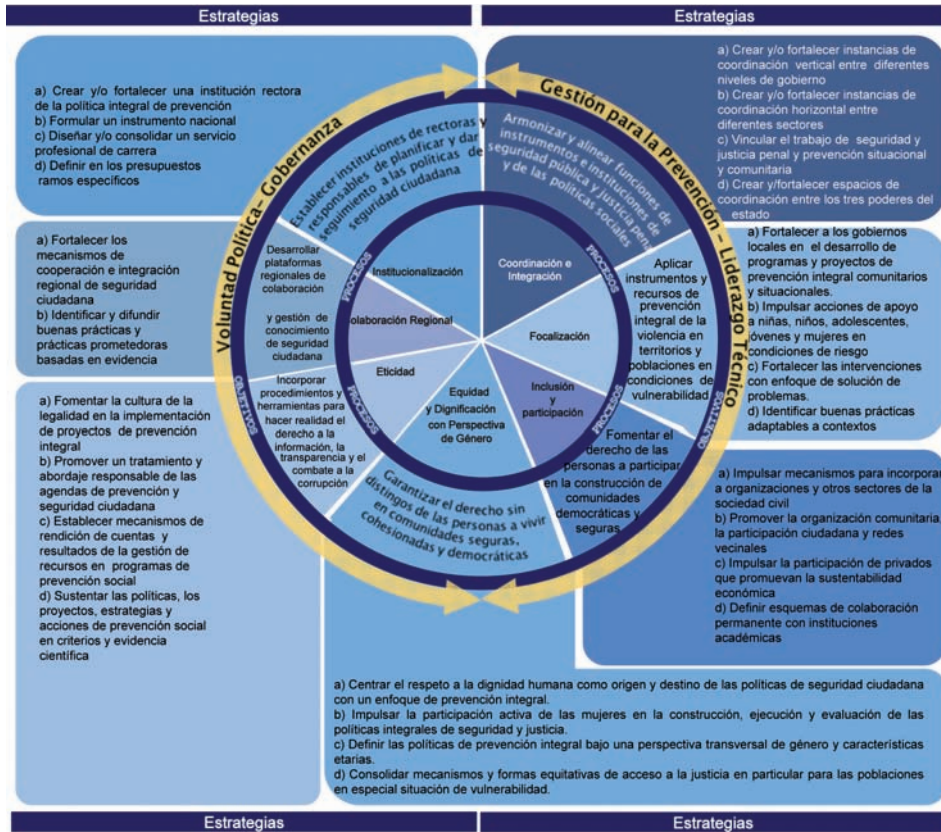 Estrategias
Estrategias
a) Crear y/o fortalecer una institución rectora
de la política integral de prevención
b) Formular un instrumento nacional
c) Diseñar y/o consolidar un servicio
profesional de carrera
d) Definir en los presupuestos
ramos específicos
a) Crear y/o fortalecer instancias de
coordinación vertical entre diferentes
niveles de gobierno
b) Crear y/o fortalecer instancias de
coordinación horizontal entre
diferentes sectores
c) Vincular el trabajo de seguridad y
justicia penal y prevención situacional
y comunitaria
d) Crear y/fortalecer espacios de
coordinación entre los tres poderes del
estado
a) Fortalecer los
mecanismos de
cooperación e integración
regional de seguridad
ciudadana
b) Identificar y difundir
buenas prácticas y
prácticas prometedoras
basadas en evidencia
a) Fortalecer a los gobiernos
locales en el desarrollo de
programas y proyectos de
prevención integral comunitarios
y situacionales.
b) Impulsar acciones de apoyo
a niñas, niños, adolescentes,
jóvenes y mujeres en
condiciones de riesgo
c) Fortalecer las intervenciones
con enfoque de solución de
problemas.
d) Identificar buenas prácticas
adaptables a contextos
a) Fomentar la cultura de la
legalidad en la implementación
de proyectos de prevención
integral
b) Promover un tratamiento y
abordaje responsable de las
agendas de prevención y
seguridad ciudadana
c) Establecer mecanismos de
rendición de cuentas y
resultados de la gestión de
recursos en programas de
prevención social
d) Sustentar las políticas, los
proyectos, estrategias y
acciones de prevención social
en criterios y evidencia
científica
a) Impulsar mecanismos para incorporar
a organizaciones y otros sectores de la
sociedad civil
b) Promover la organización comunitaria,
la participación ciudadana y redes
vecinales
c) Impulsar la participación de privados
que promuevan la sustentabilidad
económica
d) Definir esquemas de colaboración
permanente con instituciones
académicas
a) Centrar el respeto a la dignidad humana como origen y destino de las políticas de seguridad ciudadana
con un enfoque de prevención integral.
b) Impulsar la participación activa de las mujeres en la construcción, ejecución y evaluación de las
políticas integrales de seguridad y justicia.
c) Definir las políticas de prevención integral bajo una perspectiva transversal de género y características
etarias.
d) Consolidar mecanismos y formas equitativas de acceso a la justicia en particular para las poblaciones
en especial situación de vulnerabilidad.
Voluntad Política- Gobernanza
Gestión para la Prevención - Liderazgo Técnico
OBJETIVOS
OBJETIVOS
Establecer instituciones de rectoras y
responsables de planificar y dar
seguimiento a las políticas de
seguridad ciudadana
Armonizar y alinear funciones de
instrumentos e instituciones de
seguridad pública y justicia penal
y de las políticas sociales
Desarrollar
plataformas
regionales de
colaboración
y gestión de
conocimiento de
seguridad
ciudadana
Aplicar
instrumentos y
recursos de
prevención
integral de la
violencia en
territorios y
poblaciones en
condiciones de
vulnerabilidad
Incorporar
procedimientos y
herramientas para
hacer realidad el
derecho a la
información, la
transparencia y el
combate a la
corrupción
Fomentar el
derecho de las
personas a participar
en la construcción de
comunidades
democráticas y
seguras,
Garantizar el derecho sin
distingos de las personas a vivir
en comunidades seguras,
cohesionadas y democráticas
PROCESOS
PROCESOS
PROCESOS
PROCESOS
Institucionalización
Coordinación e
Integración
olaboración Regional
Focalización
Eticidad
Equidad
y Dignificación
con Perspectiva
de Género
Inclusión
y
participación
Estrategias
Estrategias